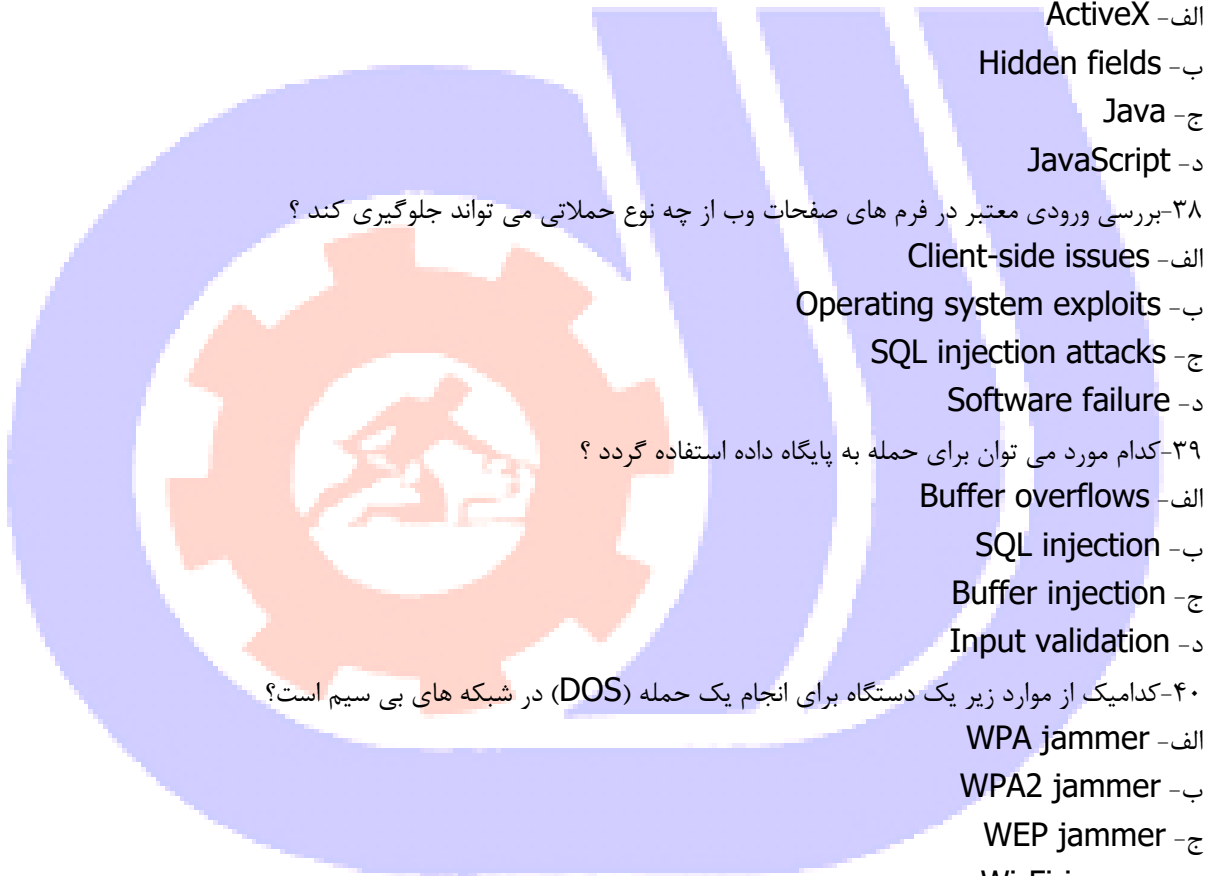 الف- ActiveX
ب- Hidden fields
ج- Java
د- JavaScript
۳۸-بررسی ورودی معتبر در فرم های صفحات وب از چه نوع حملاتی می تواند جلوگیری کند ؟
الف- Client-side issues
ب- Operating system exploits
ج- SQL injection attacks
د- Software failure
۳۹-کدام مورد می توان برای حمله به پایگاه داده استفاده گردد ؟
الف- Buffer overflows
ب- SQL injection
ج- Buffer injection
د- Input validation
۴۰-کدامیک از موارد زیر یک دستگاه برای انجام یک حمله (DOS) در شبکه های بی سیم است؟
الف- WPA jammer
ب- WPA2 jammer
ج- WEP jammer